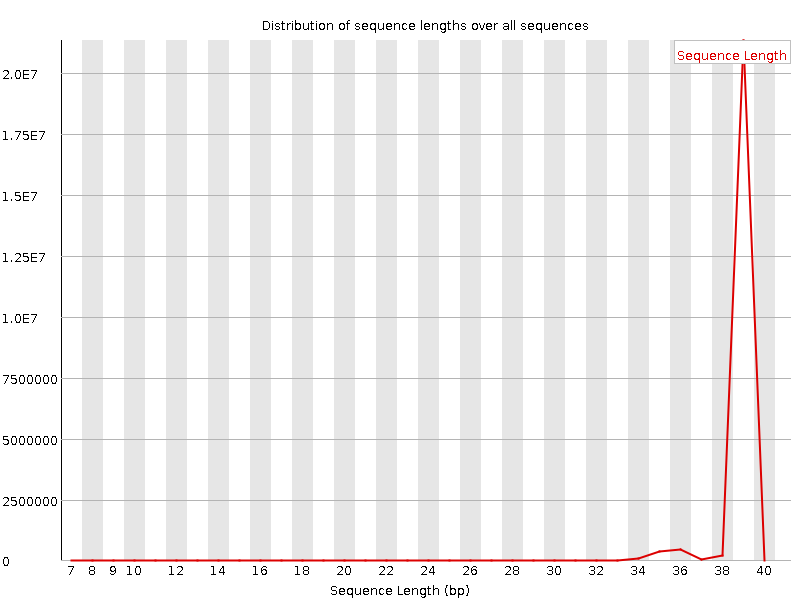 Distribution of sequence lengths over all sequences
Sequence Length
2.0E7
1.75E7
1.5E7
1.25E7
1.0E7
7500000
5000000
2500000
0
7 8 9 10 12 14 16 18 20 22 24 26 28 30 32 34 36 38 40
Sequence Length (bp)